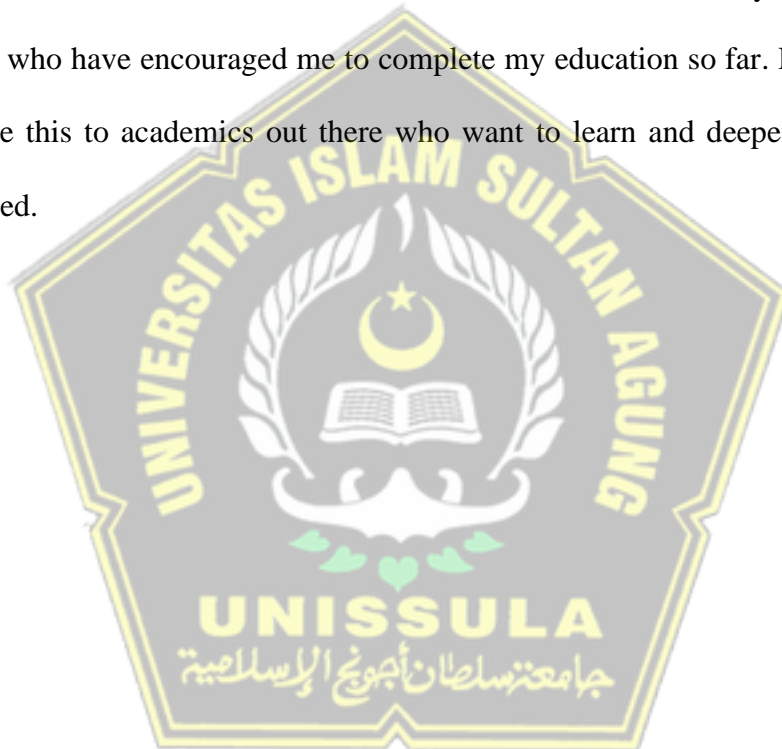 who have encouraged me to complete my education so far.
e this to academics out there who want to learn and deepe
ed.
UNIVERSITAS ISLAM SULTAN AGUNG
UNISSULA
جامعة سلطان أجونج الإسلامية